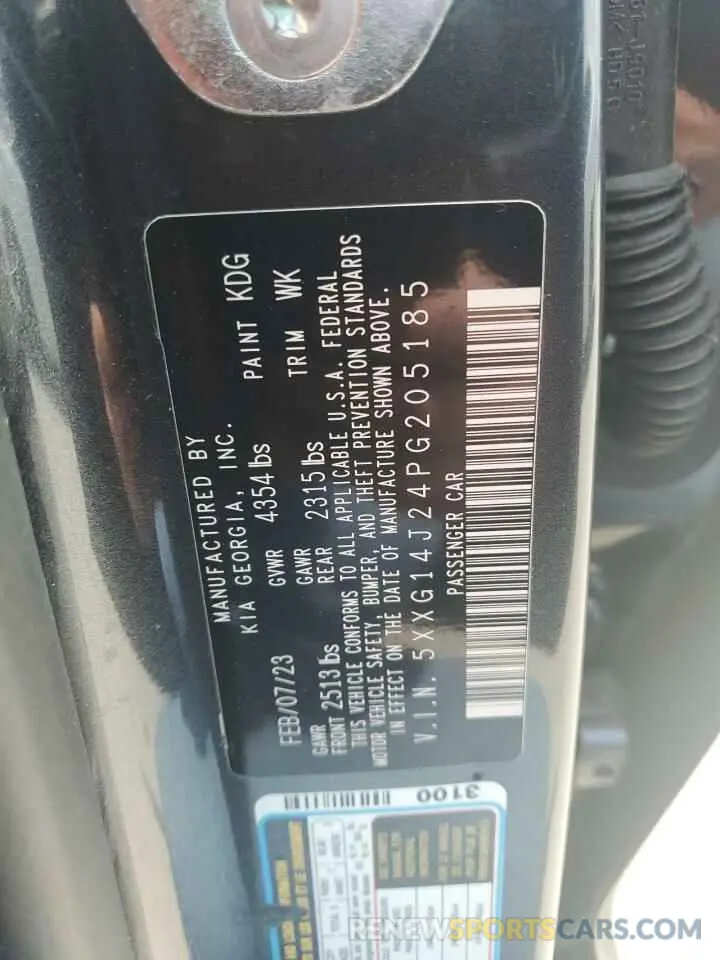 MANUFACTURED BY
KIA GEORGIA, INC. PAINT KDG
FEB/07/23 GVWR 4354 lbs TRIM WK
GAWR GAWR
FRONT 2513 lbs REAR 2315 lbs
THIS VEHICLE CONFORMS TO ALL APPLICABLE U.S.A. FEDERAL
MOTOR VEHICLE SAFETY, BUMPER, AND THEFT PREVENTION STANDARDS
IN EFFECT ON THE DATE OF MANUFACTURE SHOWN ABOVE.
V.I.N. 5XXG14J24PG205185
PASSENGER CAR
3100
RENEWSPORTSCARS.COM